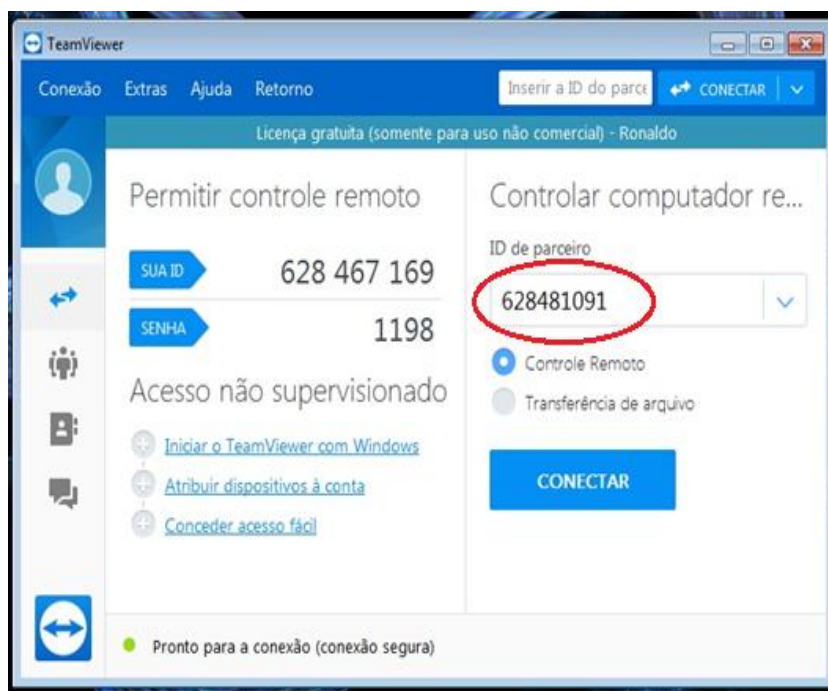 TeamViewer
Conexão Extras Ajuda Retorno Inserir a ID do parce CONECTAR
Licença gratuita (somente para uso não comercial) - Ronaldo
Permitir controle remoto
SUA ID 628 467 169
SENHA 1198
Acesso não supervisionado
Iniciar o TeamViewer com Windows
Atribuir dispositivos à conta
Conceder acesso fácil
Controlar computador re...
ID de parceiro
628481091
Controle Remoto
Transferência de arquivo
CONECTAR
Pronto para a conexão (conexão segura)